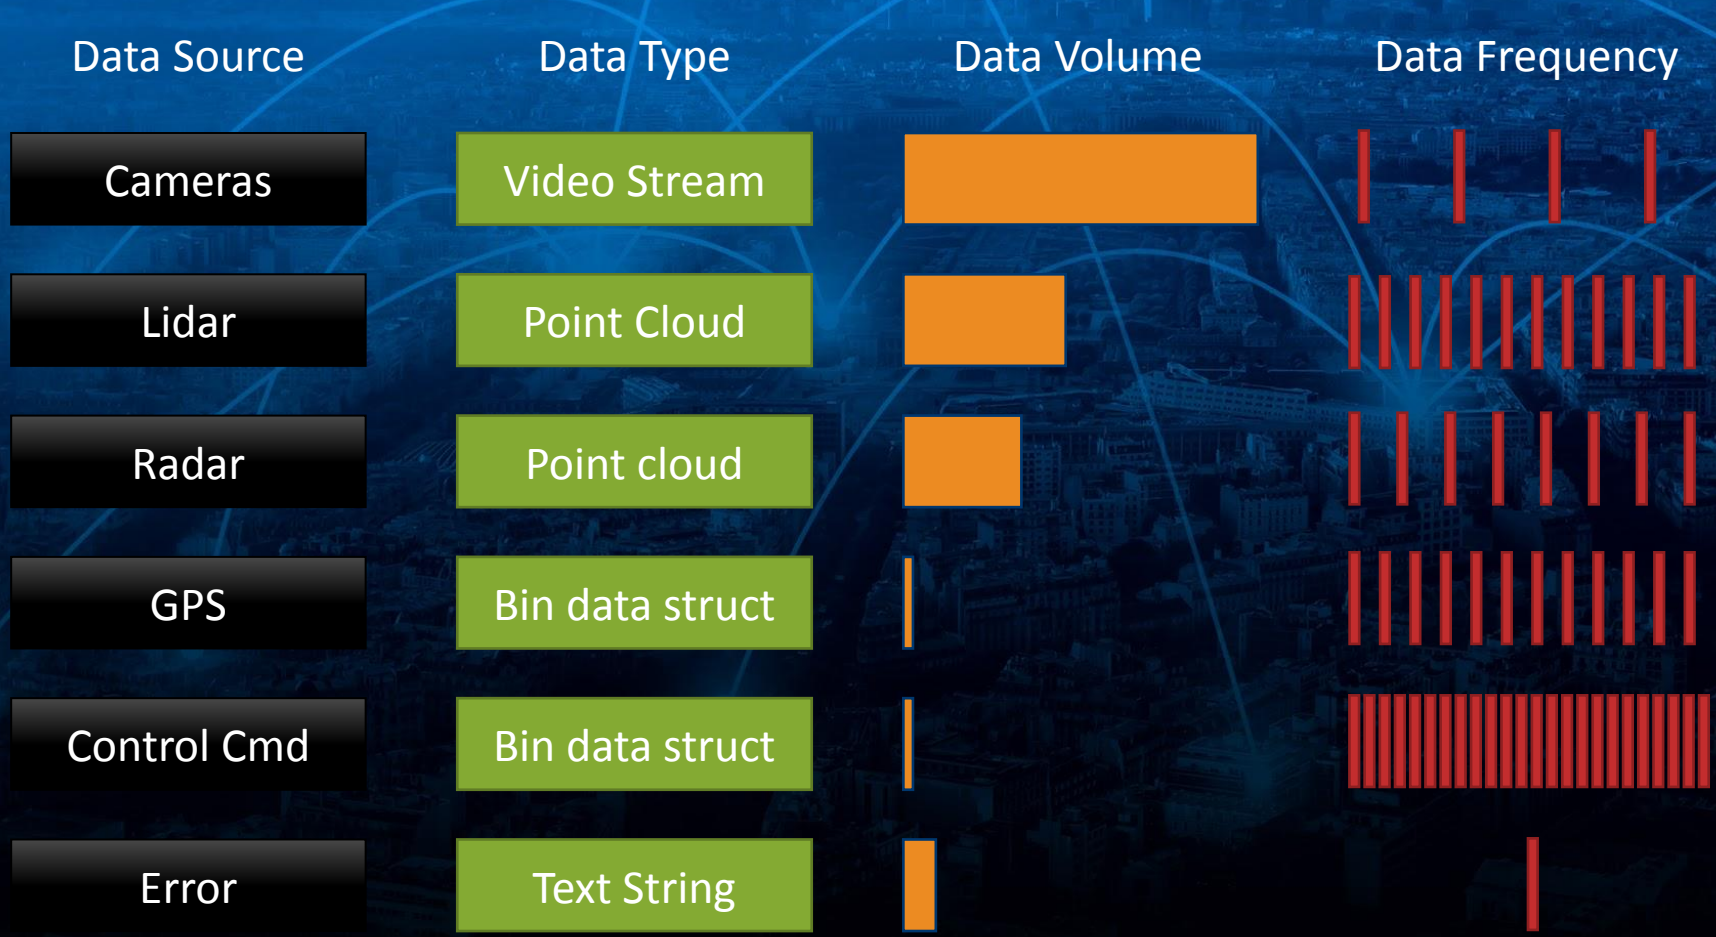 Data Source
Data Type
Data Volume
Data Frequency
Cameras
Video Stream
Lidar
Point Cloud
Radar
Point cloud
GPS
Bin data struct
Control Cmd
Bin data struct
Error
Text String